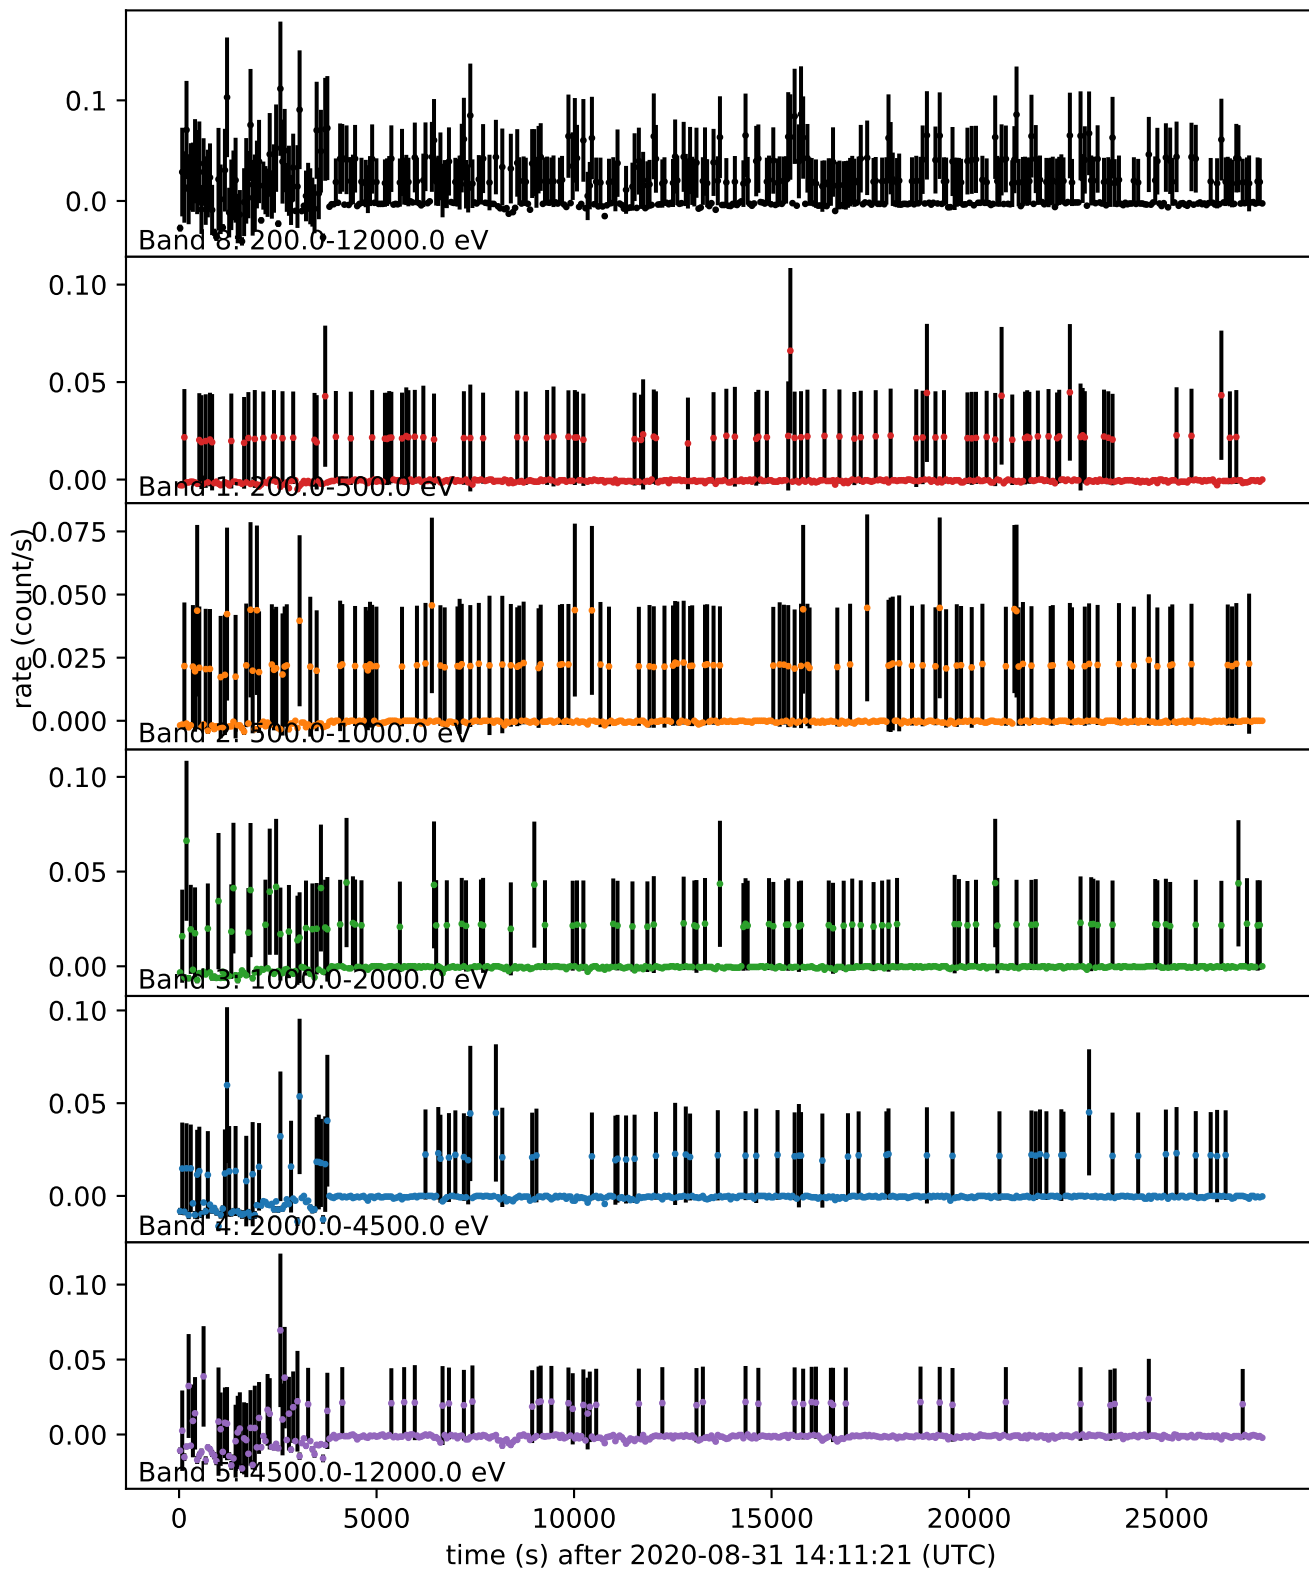 0.1
0.0
Band 8: 200.0-12000.0 eV
0.10
0.05
0.00
Band 1: 200.0-500.0 eV
0.075
0.050
0.025
0.000
rate (count/s)
Band 2: 500.0-1000.0 eV
0.10
0.05
0.00
Band 3: 1000.0-2000.0 eV
0.10
0.05
0.00
Band 4: 2000.0-4500.0 eV
0.10
0.05
0.00
Band 5: 4500.0-12000.0 eV
0 5000 10000 15000 20000 25000
time (s) after 2020-08-31 14:11:21 (UTC)